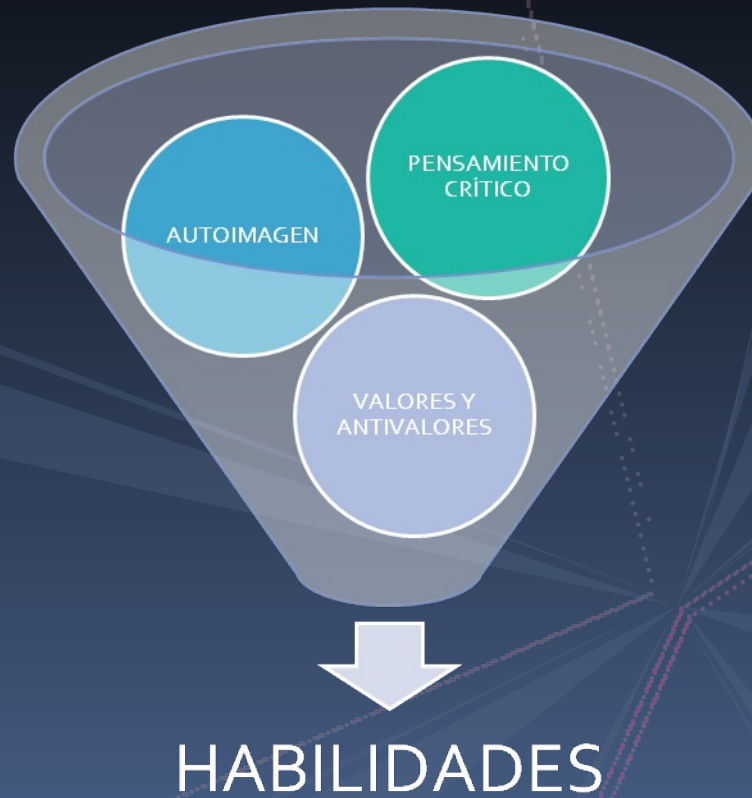 PENSAMIENTO
CRÍTICO
AUTOIMAGEN
VALORES Y
ANTIVALORES
HABILIDADES